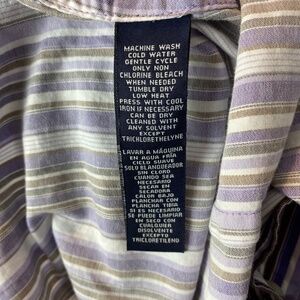 MACHINE WASH
COLD WATER
GENTLE CYCLE
ONLY NON
CHLORINE BLEACH
WHEN NEEDED
TUMBLE DRY
LOW HEAT
PRESS WITH COOL
IRON IF NECESSARY
CAN BE DRY
CLEANED WITH
ANY SOLVENT
EXCEPT
TRICHLORETHELYNE
LAVAR A MÁQUINA
EN AGUA FRÍA
CICLO SUAVE
SOLO BLANQUEADOR
SIN CLORO
CUANDO SEA
NECESARIO
SECAR EN
SECADORA
CALOR BAJO
PLANCHAR CON
PLANCHA TIBIA
SI ES NECESARIO
SE PUEDE LIMPIAR
EN SECO CON
CUALQUIER
DISOLVENTE
EXCEPTO
TRICLORETILENO